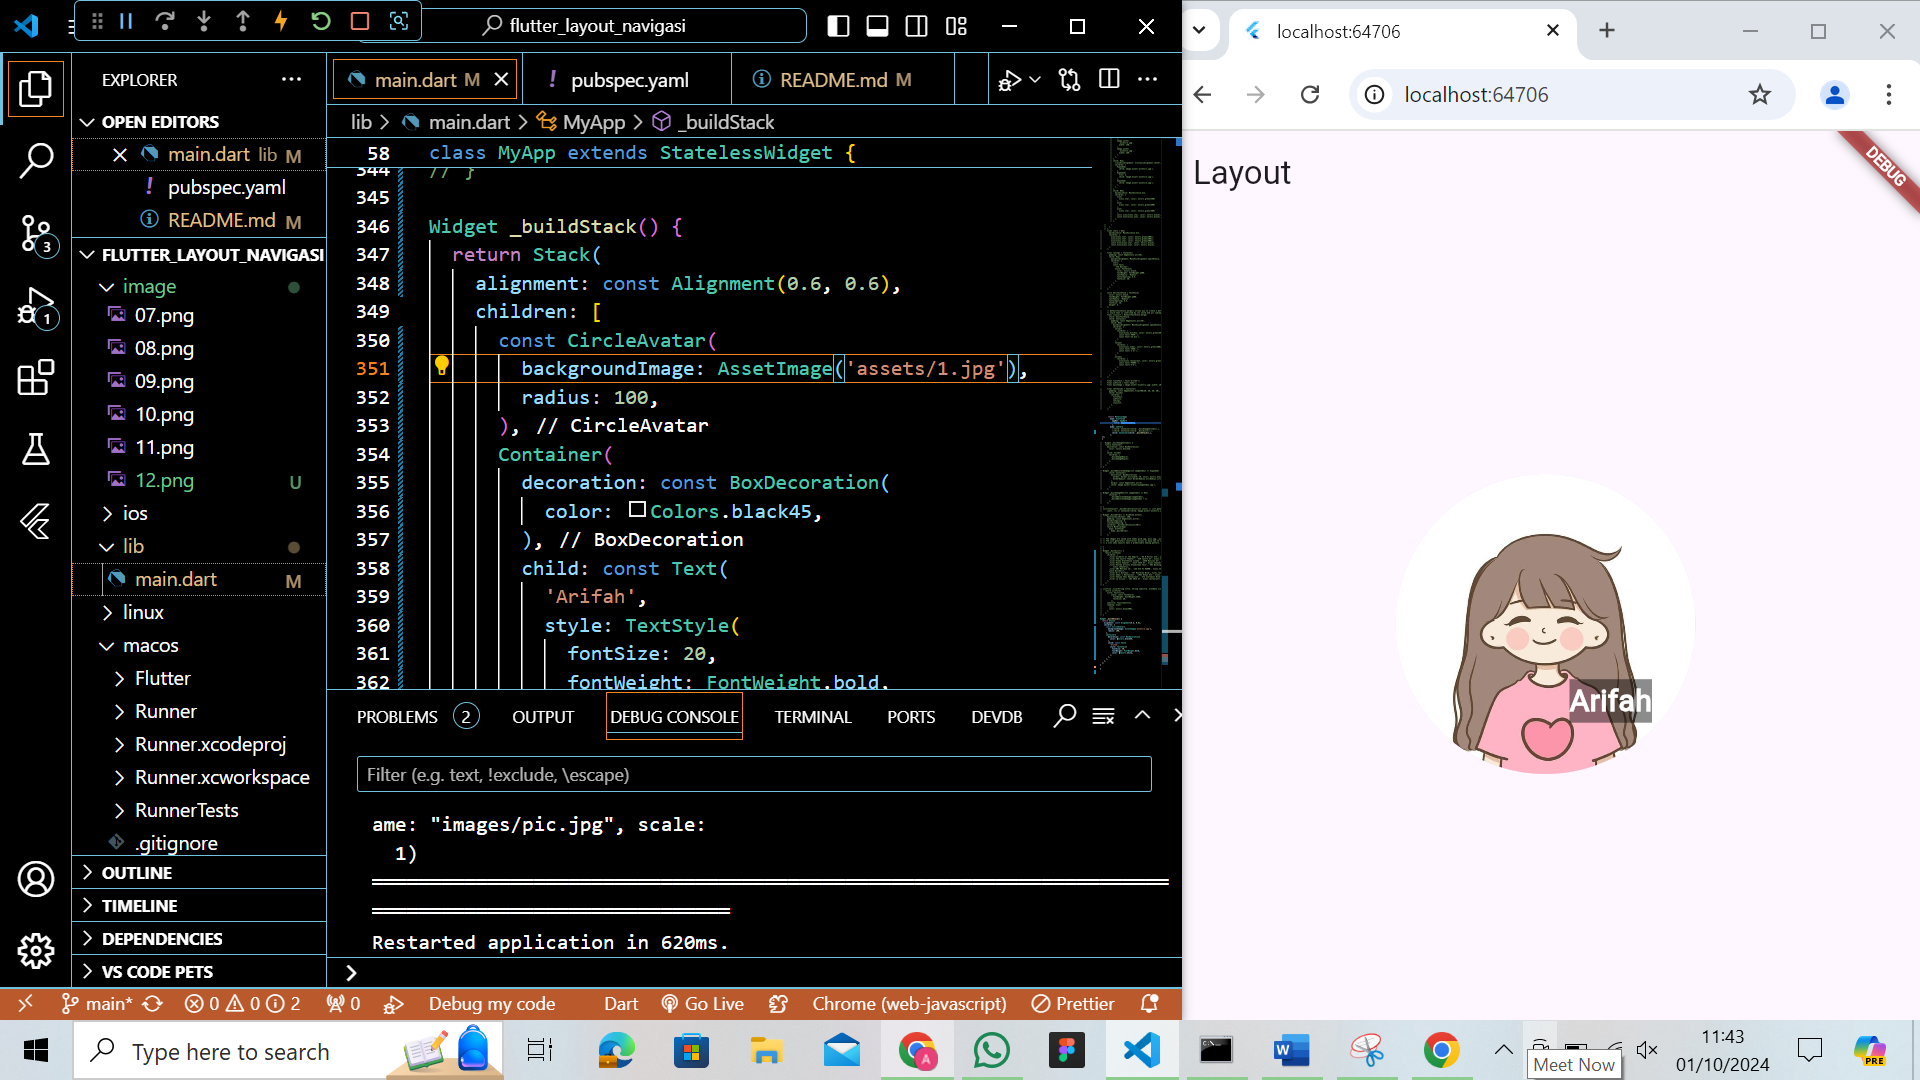 flutter_layout_navigasi
localhost:64706
EXPLORER
main.dart M
! pubspec.yaml
README.md M
localhost:64706
OPEN EDITORS
lib > main.dart > MyApp > _buildStack
main.dart lib M
! pubspec.yaml
README.md M
3
FLUTTER_LAYOUT_NAVIGASI
image
07.png
08.png
1
09.png
10.png
11.png
12.png U
ios
lib
main.dart M
linux
macos
Flutter
Runner
Runner.xcodeproj
Runner.xcworkspace
RunnerTests
.gitignore
OUTLINE
TIMELINE
DEPENDENCIES
VS CODE PETS
58 class MyApp extends StatelessWidget {
344 // }
345
346 Widget _buildStack() {
347 return Stack(
348 alignment: const Alignment(0.6, 0.6),
349 children: [
350 const CircleAvatar(
351 backgroundImage: AssetImage('assets/1.jpg'),
352 radius: 100,
353 ), // CircleAvatar
354 Container(
355 decoration: const BoxDecoration(
356 color: Colors.black45,
357 ), // BoxDecoration
358 child: const Text(
359 'Arifah',
360 style: TextStyle(
361 fontSize: 20,
362 fontWeight: FontWeight.bold,
PROBLEMS 2 OUTPUT DEBUG CONSOLE TERMINAL PORTS DEVDB
Filter (e.g. text, !exclude, \escape)
ame: "images/pic.jpg", scale:
1)
Restarted application in 620ms.
Layout
DEBUG
Arifah
main* 0 0 2 0 Debug my code Dart Go Live Chrome (web-javascript) Prettier
Type here to search
A
PRE
11:43
01/10/2024
Meet Now